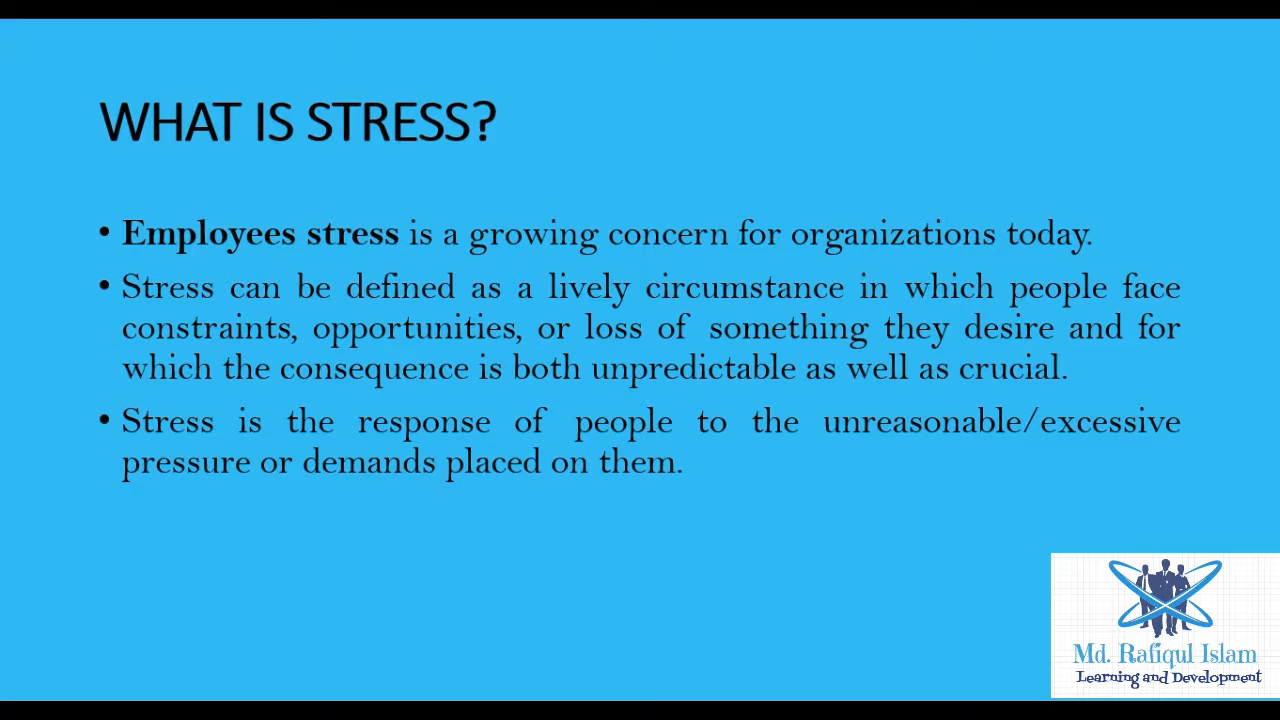 WHAT IS STRESS?
• Employees stress is a growing concern for organizations today.
• Stress can be defined as a lively circumstance in which people face
constraints, opportunities, or loss of something they desire and for
which the consequence is both unpredictable as well as crucial.
• Stress is the response of people to the unreasonable/excessive
pressure or demands placed on them.
Md. Rafiqul Islam
Learning and Development